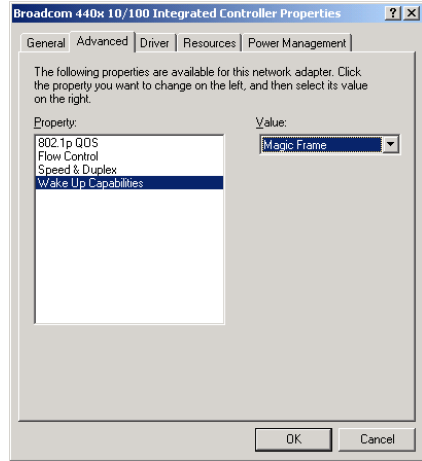 Broadcom 440x 10/100 Integrated Controller Properties
General Advanced Driver Resources Power Management
The following properties are available for this network adapter. Click
the property you want to change on the left, and then select its value
on the right.
Property: Value:
802.1p QOS Magic Frame
Flow Control
Speed & Duplex
Wake Up Capabilities
OK Cancel